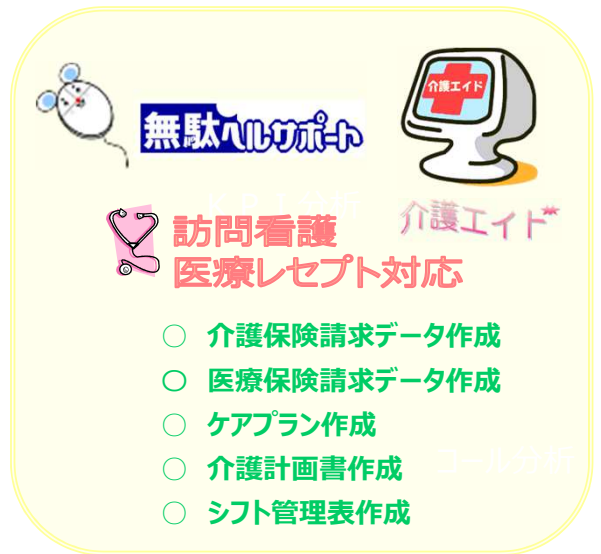 介護エイド
無駄ヘルサポート
介護エイド
訪問看護
医療レセプト対応
○ 介護保険請求データ作成
○ 医療保険請求データ作成
○ ケアプラン作成
○ 介護計画書作成
○ シフト管理表作成